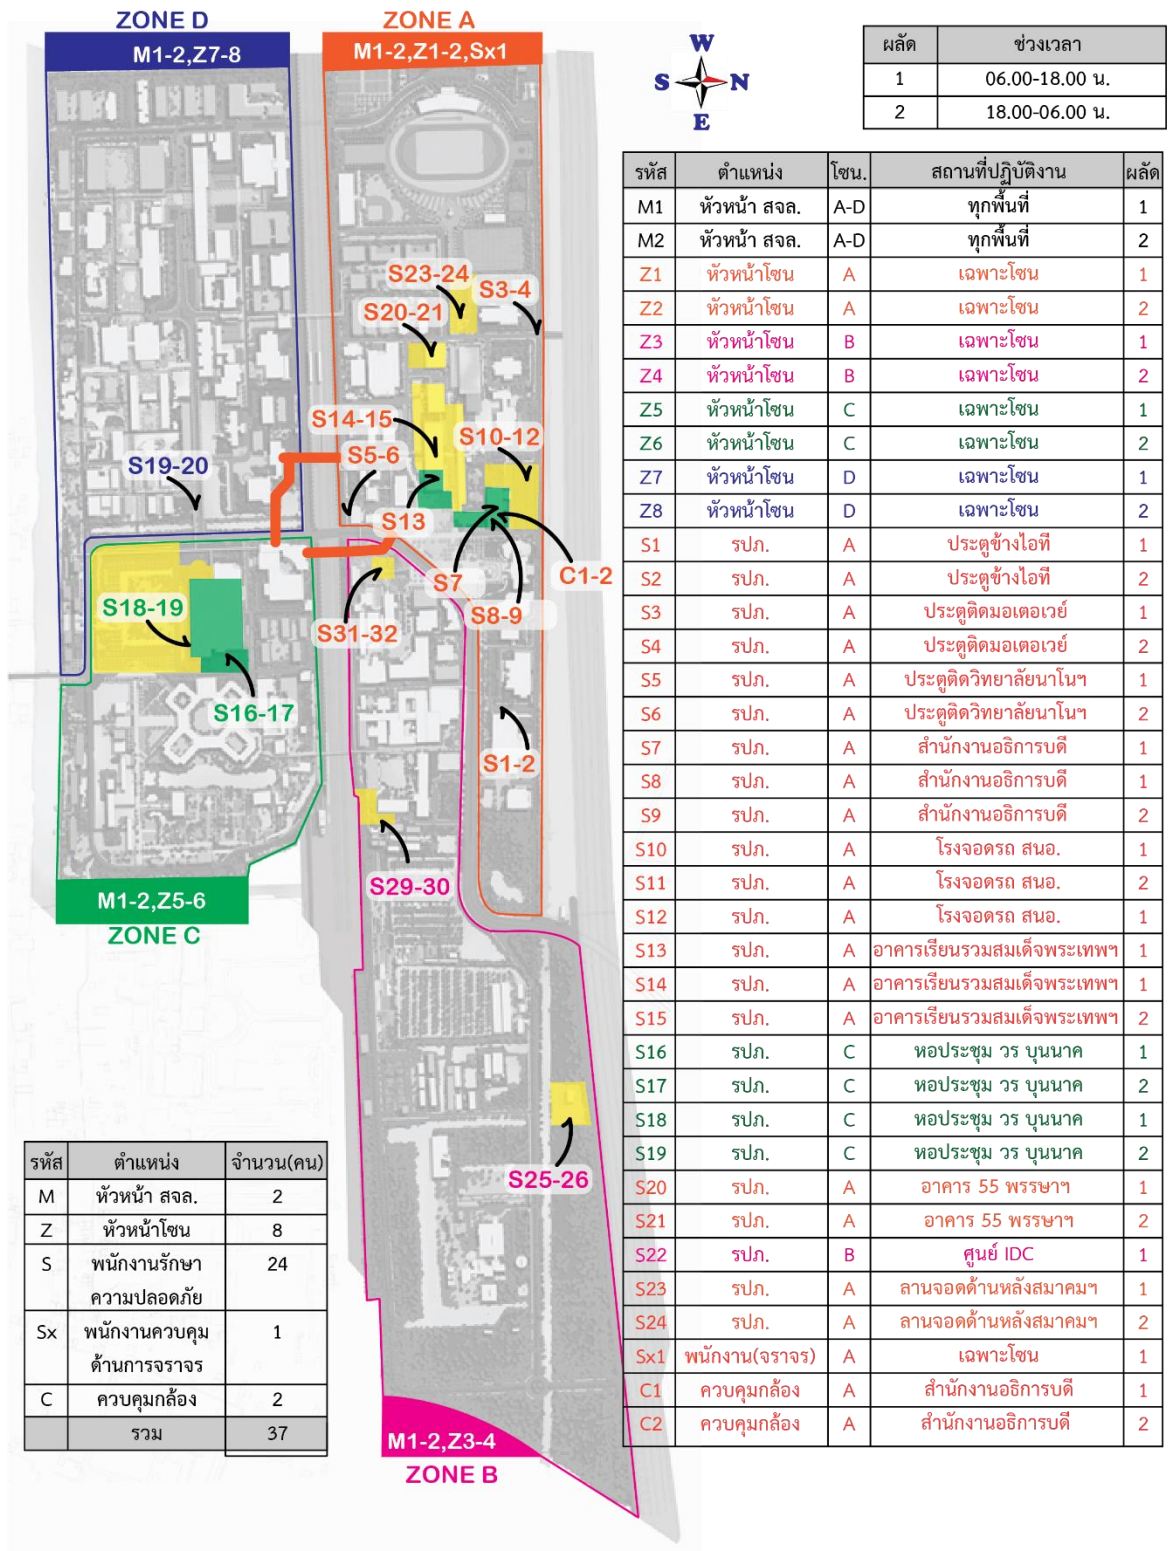 ZONE D
M1-2,Z7-8
ZONE A
M1-2,Z1-2,Sx1
W
S N
E
ผลัด ช่วงเวลา
1 06.00-18.00 น.
2 18.00-06.00 น.
S23-24
S3-4
S20-21
S14-15
S10-12
S5-6
S19-20
S13
S7
C1-2
S8-9
S18-19
S31-32
S16-17
S1-2
S29-30
M1-2,Z5-6
ZONE C
S25-26
M1-2,Z3-4
ZONE B
รหัส ตำแหน่ง โซน. สถานที่ปฏิบัติงาน ผลัด
M1 หัวหน้า สจล. A-D ทุกพื้นที่ 1
M2 หัวหน้า สจล. A-D ทุกพื้นที่ 2
Z1 หัวหน้าโซน A เฉพาะโซน 1
Z2 หัวหน้าโซน A เฉพาะโซน 2
Z3 หัวหน้าโซน B เฉพาะโซน 1
Z4 หัวหน้าโซน B เฉพาะโซน 2
Z5 หัวหน้าโซน C เฉพาะโซน 1
Z6 หัวหน้าโซน C เฉพาะโซน 2
Z7 หัวหน้าโซน D เฉพาะโซน 1
Z8 หัวหน้าโซน D เฉพาะโซน 2
S1 รปภ. A ประตูข้างไอที 1
S2 รปภ. A ประตูข้างไอที 2
S3 รปภ. A ประตูติดมอเตอเวย์ 1
S4 รปภ. A ประตูติดมอเตอเวย์ 2
S5 รปภ. A ประตูติดวิทยาลัยนาโนฯ 1
S6 รปภ. A ประตูติดวิทยาลัยนาโนฯ 2
S7 รปภ. A สำนักงานอธิการบดี 1
S8 รปภ. A สำนักงานอธิการบดี 1
S9 รปภ. A สำนักงานอธิการบดี 2
S10 รปภ. A โรงจอดรถ สนอ. 1
S11 รปภ. A โรงจอดรถ สนอ. 2
S12 รปภ. A โรงจอดรถ สนอ. 1
S13 รปภ. A อาคารเรียนรวมสมเด็จพระเทพฯ 1
S14 รปภ. A อาคารเรียนรวมสมเด็จพระเทพฯ 1
S15 รปภ. A อาคารเรียนรวมสมเด็จพระเทพฯ 2
S16 รปภ. C หอประชุม วร บุนนาค 1
S17 รปภ. C หอประชุม วร บุนนาค 2
S18 รปภ. C หอประชุม วร บุนนาค 1
S19 รปภ. C หอประชุม วร บุนนาค 2
S20 รปภ. A อาคาร 55 พรรษาฯ 1
S21 รปภ. A อาคาร 55 พรรษาฯ 2
S22 รปภ. B ศูนย์ IDC 1
S23 รปภ. A ลานจอดด้านหลังสมาคมฯ 1
S24 รปภ. A ลานจอดด้านหลังสมาคมฯ 2
Sx1 พนักงาน(จราจร) A เฉพาะโซน 1
C1 ควบคุมกล้อง A สำนักงานอธิการบดี 1
C2 ควบคุมกล้อง A สำนักงานอธิการบดี 2
รหัส ตำแหน่ง จำนวน(คน)
M หัวหน้า สจล. 2
Z หัวหน้าโซน 8
S พนักงานรักษา 24
ความปลอดภัย
Sx พนักงานควบคุม 1
ด้านการจราจร
C ควบคุมกล้อง 2
รวม 37